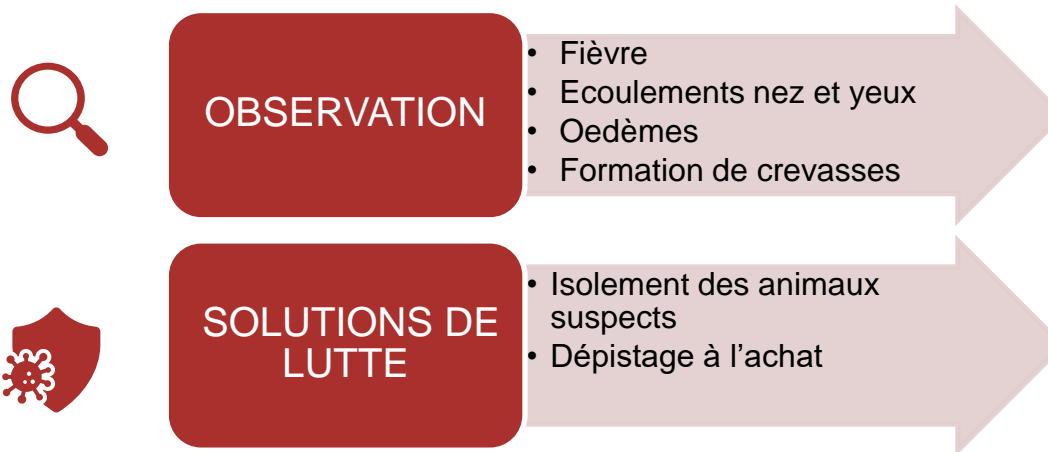 OBSERVATION
• Fièvre
• Ecoulements nez et yeux
• Oedèmes
• Formation de crevasses
SOLUTIONS DE
LUTTE
• Isolement des animaux
suspects
• Dépistage à l’achat